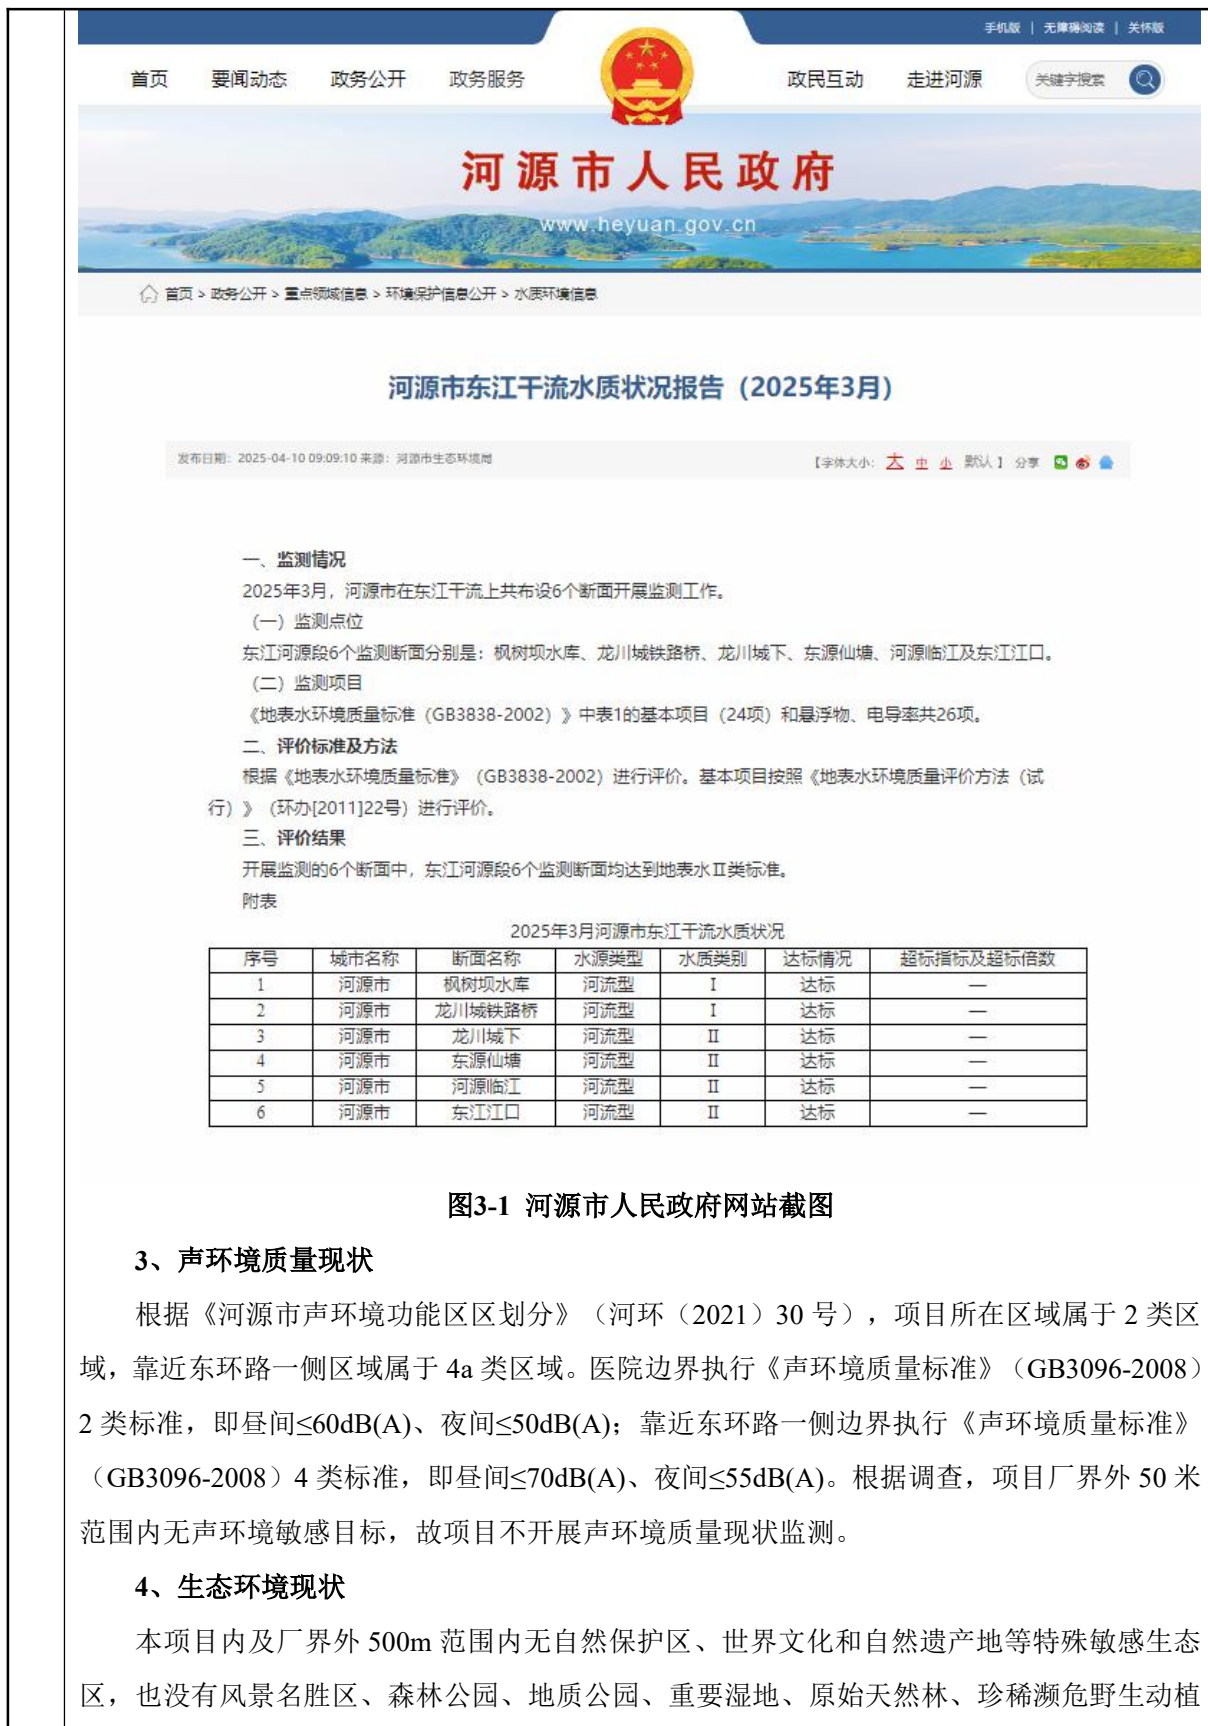 手机版 | 无障碍阅读 | 关怀版
首页 要闻动态 政务公开 政务服务 政民互动 走进河源 关键字搜索
河源市人民政府
www.heyuan.gov.cn
首页 > 政务公开 > 重点领域信息 > 环境保护信息公开 > 水质环境信息
河源市东江干流水质状况报告（2025年3月）
发布日期：2025-04-10 09:09:10 来源：河源市生态环境局 【字体大小：大 中 小 默认】 分享
一、监测情况
2025年3月，河源市在东江干流上共布设6个断面开展监测工作。
（一）监测点位
东江河源段6个监测断面分别是：枫树坝水库、龙川城铁路桥、龙川城下、东源仙塘、河源临江及东江江口。
（二）监测项目
《地表水环境质量标准（GB3838-2002）》中表1的基本项目（24项）和悬浮物、电导率共26项。
二、评价标准及方法
根据《地表水环境质量标准》（GB3838-2002）进行评价。基本项目按照《地表水环境质量评价方法（试
行）》（环办[2011]22号）进行评价。
三、评价结果
开展监测的6个断面中，东江河源段6个监测断面均达到地表水Ⅱ类标准。
附表
2025年3月河源市东江干流水质状况
序号 城市名称 断面名称 水源类型 水质类别 达标情况 超标指标及超标倍数
1 河源市 枫树坝水库 河流型 Ⅰ 达标 —
2 河源市 龙川城铁路桥 河流型 Ⅰ 达标 —
3 河源市 龙川城下 河流型 Ⅱ 达标 —
4 河源市 东源仙塘 河流型 Ⅱ 达标 —
5 河源市 河源临江 河流型 Ⅱ 达标 —
6 河源市 东江江口 河流型 Ⅱ 达标 —
图3-1 河源市人民政府网站截图
3、声环境质量现状
根据《河源市声环境功能区区划分》（河环（2021）30 号），项目所在区域属于 2 类区
域，靠近东环路一侧区域属于 4a 类区域。医院边界执行《声环境质量标准》（GB3096-2008）
2 类标准，即昼间≤60dB(A)、夜间≤50dB(A)；靠近东环路一侧边界执行《声环境质量标准》
（GB3096-2008）4 类标准，即昼间≤70dB(A)、夜间≤55dB(A)。根据调查，项目厂界外 50 米
范围内无声环境敏感目标，故项目不开展声环境质量现状监测。
4、生态环境现状
本项目内及厂界外 500m 范围内无自然保护区、世界文化和自然遗产地等特殊敏感生态
区，也没有风景名胜区、森林公园、地质公园、重要湿地、原始天然林、珍稀濒危野生动植